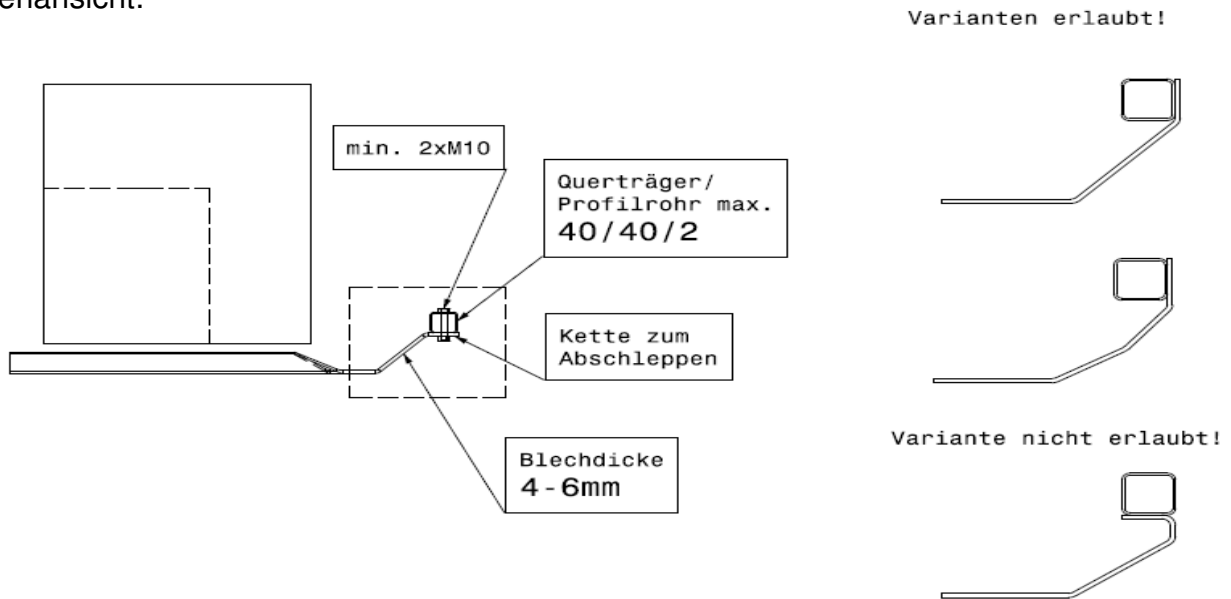 enansicht:
Varianten erlaubt!
min. 2xM10
Querträger/
Profilrohr max.
40/40/2
Kette zum
Abschleppen
Blechdicke
4-6mm
Variante nicht erlaubt!